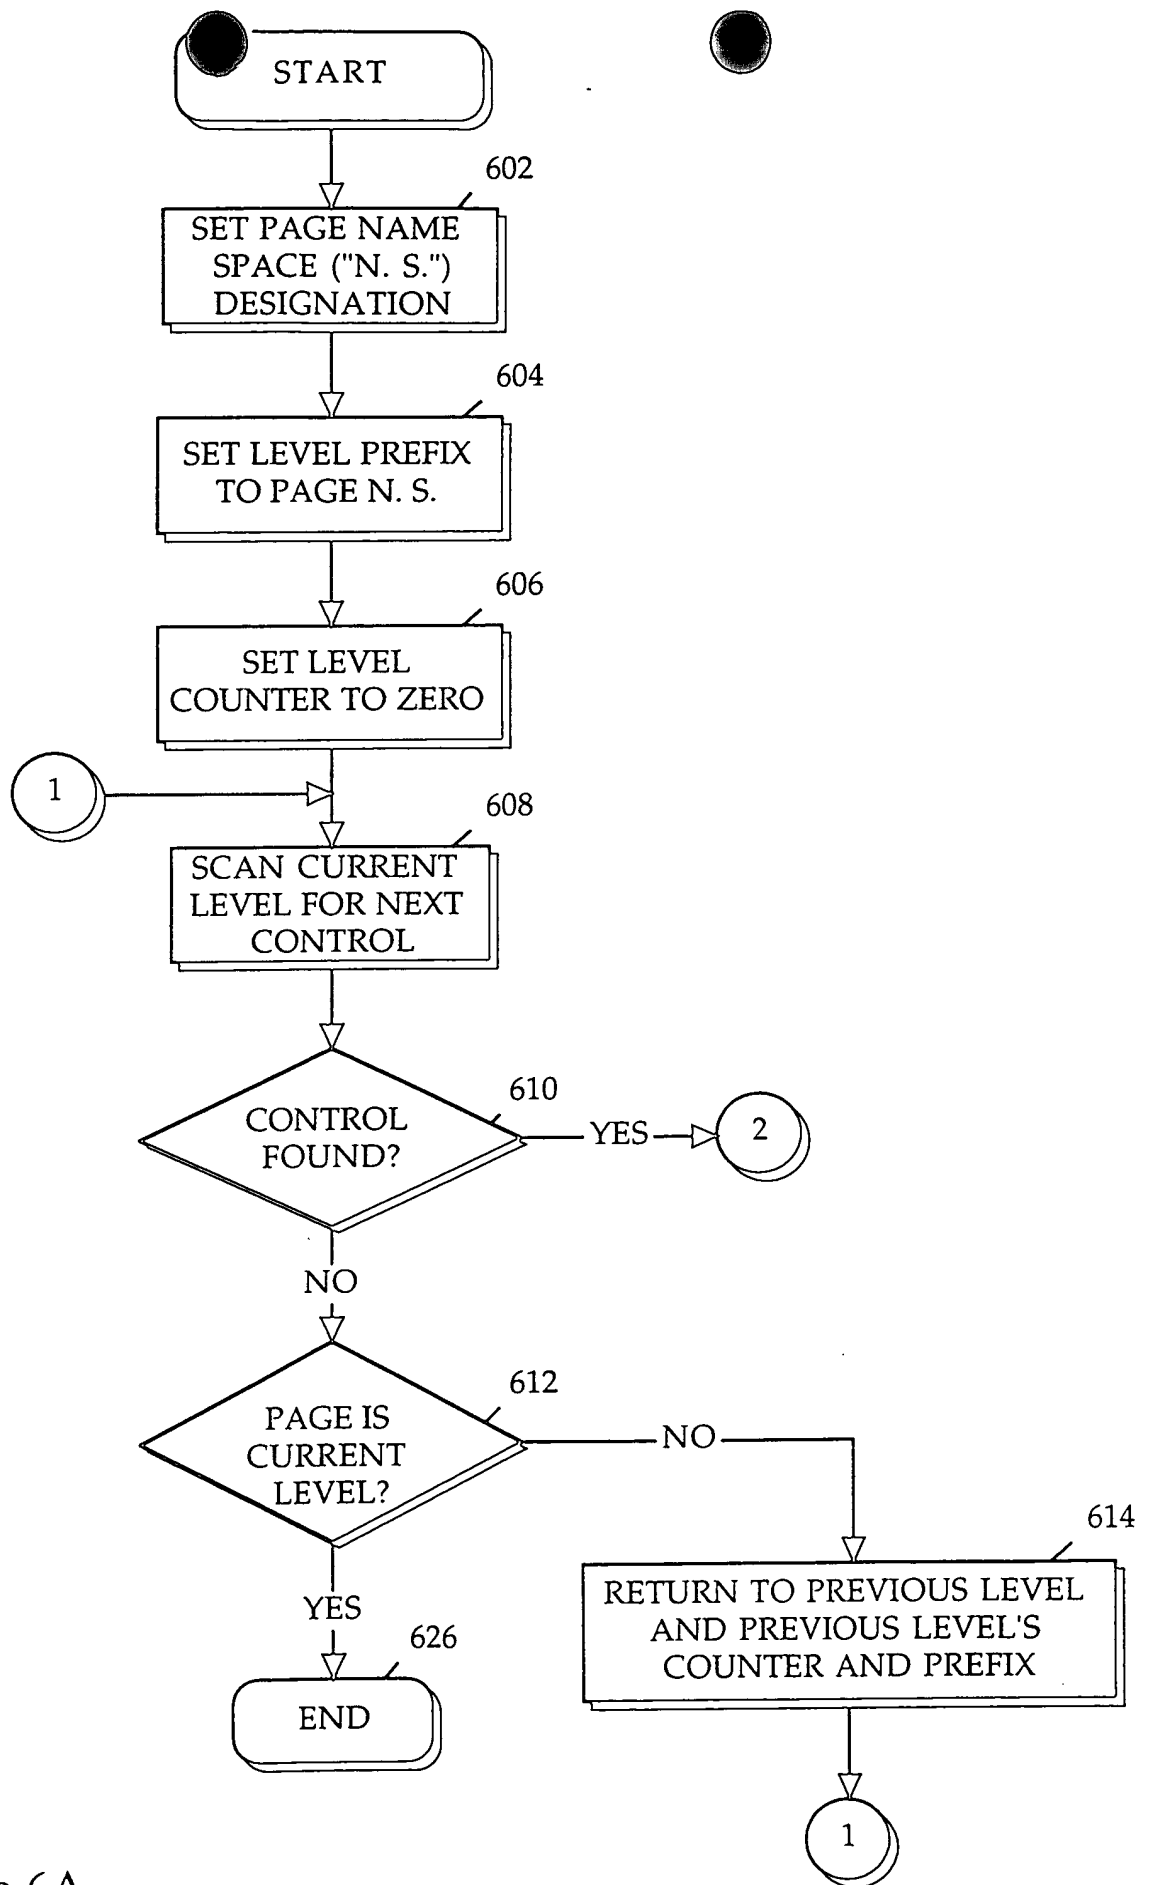 START
602
SET PAGE NAME
SPACE ("N. S.")
DESIGNATION
604
SET LEVEL PREFIX
TO PAGE N. S.
606
SET LEVEL
COUNTER TO ZERO
1
608
SCAN CURRENT
LEVEL FOR NEXT
CONTROL
610
CONTROL
FOUND?
YES
2
NO
612
PAGE IS
CURRENT
LEVEL?
NO
614
RETURN TO PREVIOUS LEVEL
AND PREVIOUS LEVEL'S
COUNTER AND PREFIX
YES
626
END
1
6A